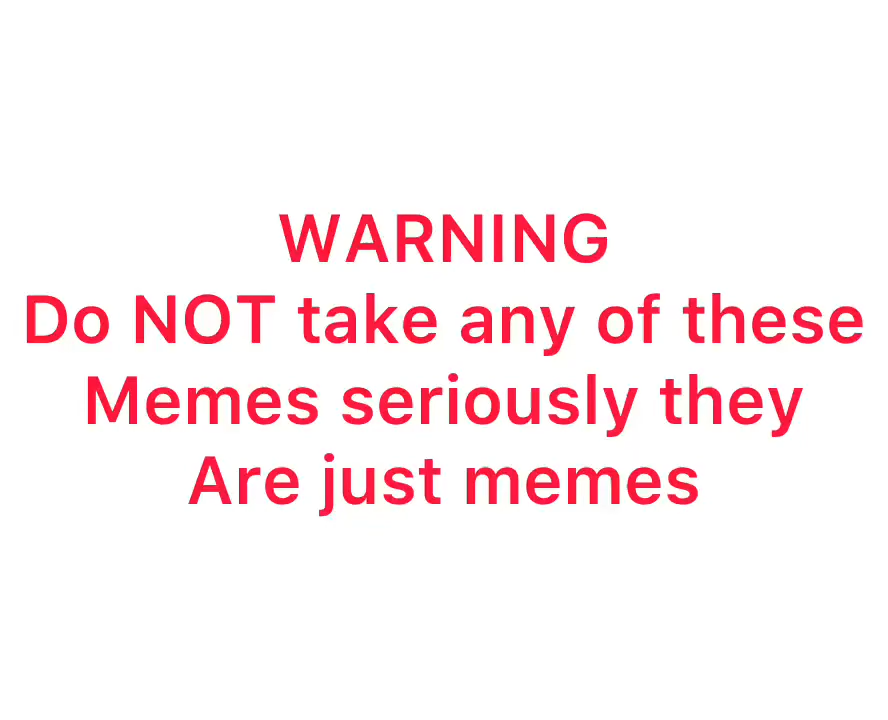 WARNING
Do NOT take any of these
Memes seriously they
Are just memes